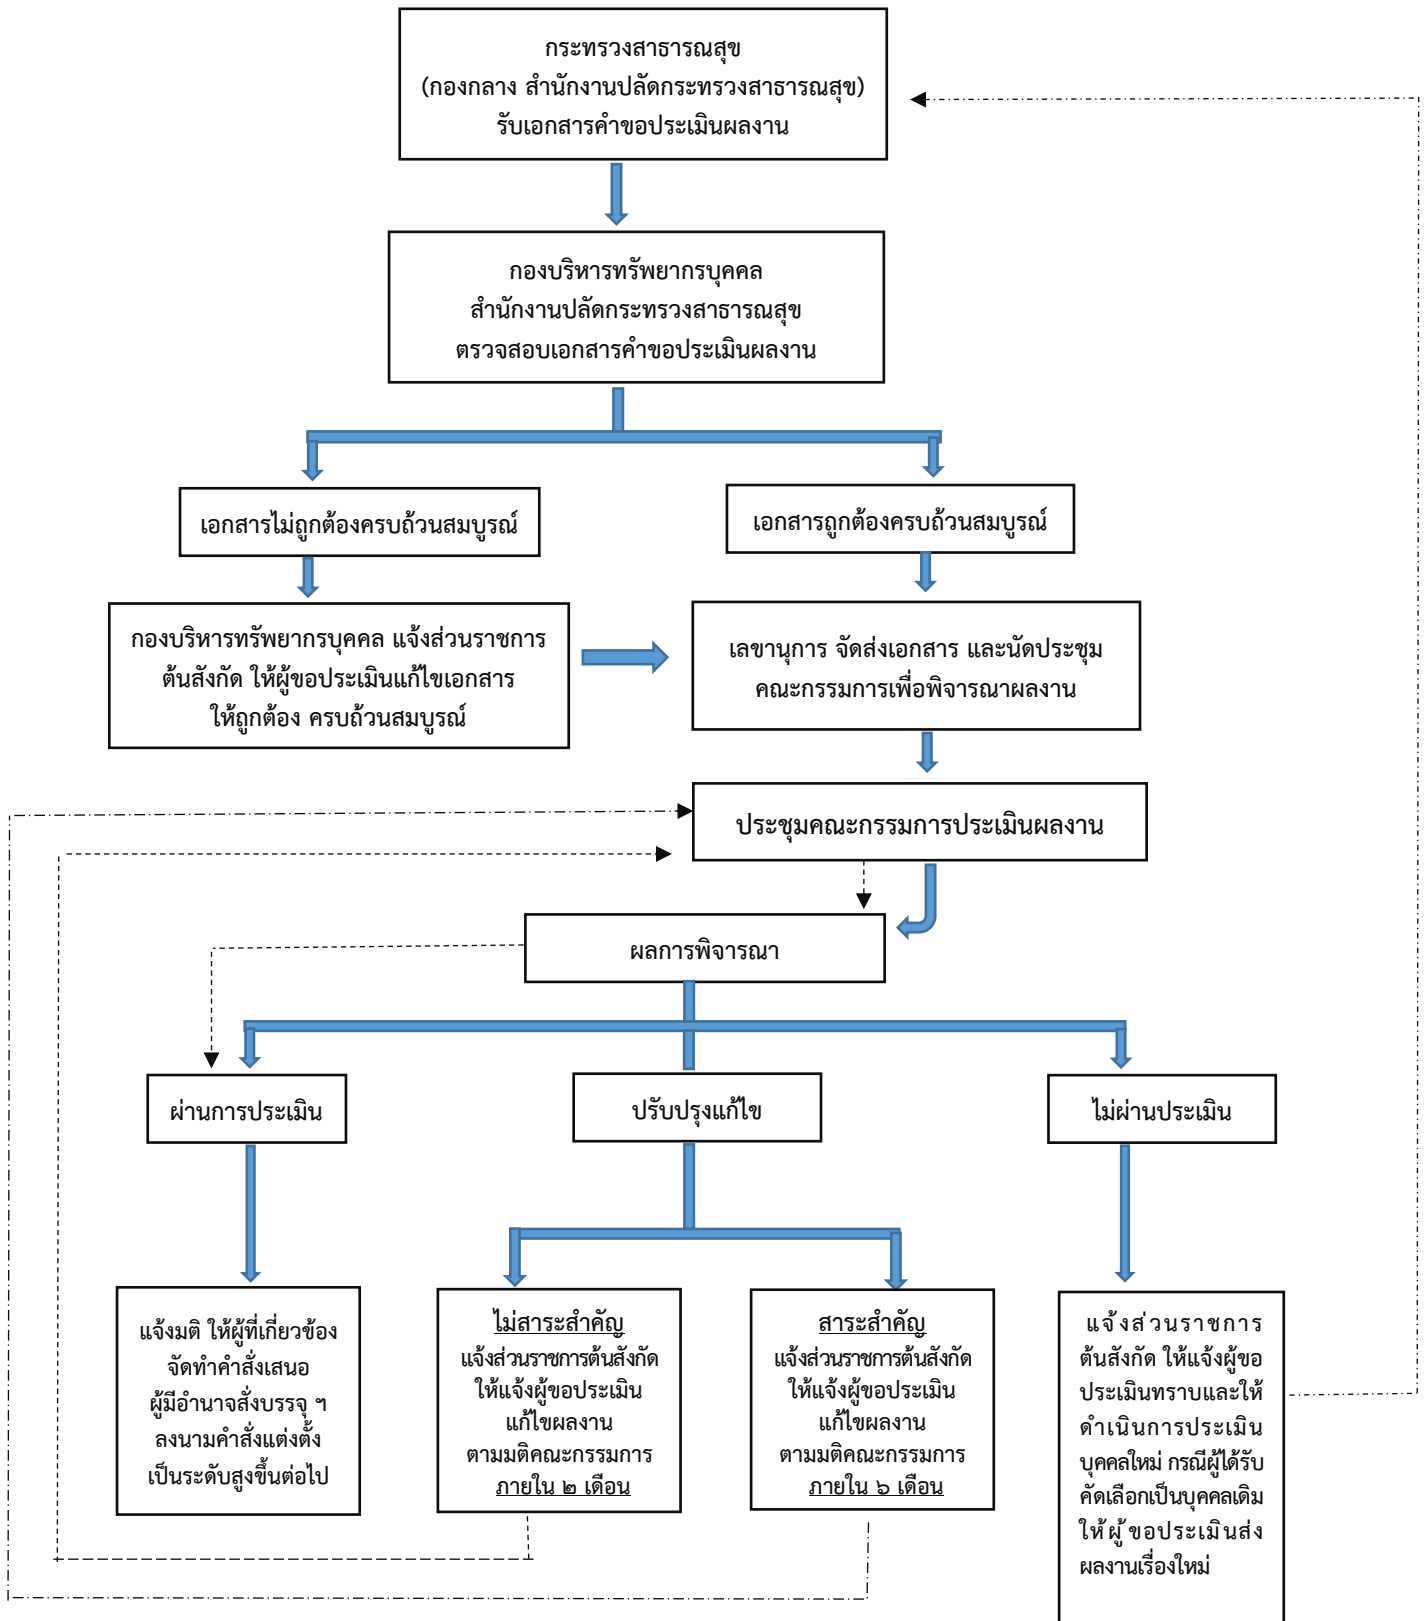 กระทรวงสาธารณสุข
(กองกลาง สำนักงานปลัดกระทรวงสาธารณสุข)
รับเอกสารคำขอประเมินผลงาน
กองบริหารทรัพยากรบุคคล
สำนักงานปลัดกระทรวงสาธารณสุข
ตรวจสอบเอกสารคำขอประเมินผลงาน
เอกสารไม่ถูกต้องครบถ้วนสมบูรณ์
เอกสารถูกต้องครบถ้วนสมบูรณ์
กองบริหารทรัพยากรบุคคล แจ้งส่วนราชการ
ต้นสังกัด ให้ผู้ขอประเมินแก้ไขเอกสาร
ให้ถูกต้อง ครบถ้วนสมบูรณ์
เลขานุการ จัดส่งเอกสาร และนัดประชุม
คณะกรรมการเพื่อพิจารณาผลงาน
ประชุมคณะกรรมการประเมินผลงาน
ผลการพิจารณา
ผ่านการประเมิน
ปรับปรุงแก้ไข
ไม่ผ่านประเมิน
แจ้งมติ ให้ผู้ที่เกี่ยวข้อง
จัดทำคำสั่งเสนอ
ผู้มีอำนาจสั่งบรรจุ ฯ
ลงนามคำสั่งแต่งตั้ง
เป็นระดับสูงขึ้นต่อไป
ไม่สาระสำคัญ
แจ้งส่วนราชการต้นสังกัด
ให้แจ้งผู้ขอประเมิน
แก้ไขผลงาน
ตามมติคณะกรรมการ
ภายใน ๒ เดือน
สาระสำคัญ
แจ้งส่วนราชการต้นสังกัด
ให้แจ้งผู้ขอประเมิน
แก้ไขผลงาน
ตามมติคณะกรรมการ
ภายใน ๖ เดือน
แจ้งส่วนราชการ
ต้นสังกัด ให้แจ้งผู้ขอ
ประเมินทราบและให้
ดำเนินการประเมิน
บุคคลใหม่ กรณีผู้ได้รับ
คัดเลือกเป็นบุคคลเดิม
ให้ผู้ขอประเมินส่ง
ผลงานเรื่องใหม่